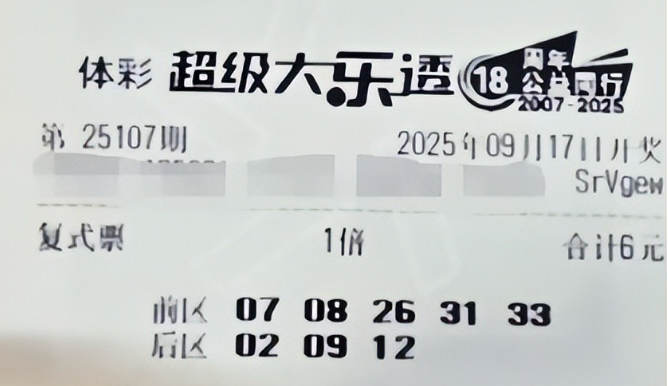 体彩 超级大乐透 18 周年 公益同行 2007-2025
第 25107期 2025年09月17日开奖
SrVgew
复式票 1倍 合计6元
前区 07 08 26 31 33
后区 02 09 12